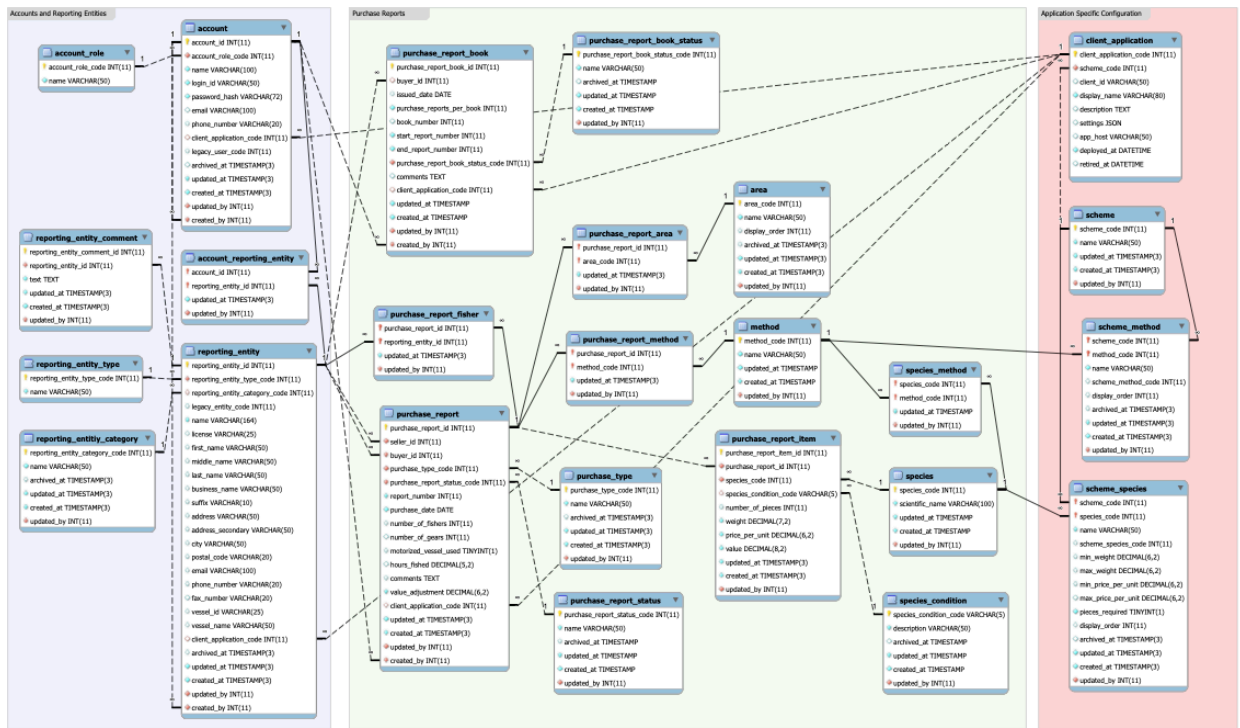 Accounts and Reporting Entities
account_role
account_role_code INT(11)
name VARCHAR(50)
account
account_id INT(11)
account_role_code INT(11)
name VARCHAR(100)
login_id VARCHAR(50)
password_hash VARCHAR(72)
email VARCHAR(100)
phone_number VARCHAR(20)
client_application_code INT(11)
legacy_user_code INT(11)
archived_at TIMESTAMP(3)
updated_at TIMESTAMP(3)
created_at TIMESTAMP(3)
updated_by INT(11)
created_by INT(11)
reporting_entity_comment
reporting_entity_comment_id INT(11)
reporting_entity_id INT(11)
text TEXT
updated_at TIMESTAMP(3)
created_at TIMESTAMP(3)
updated_by INT(11)
account_reporting_entity
account_id INT(11)
reporting_entity_id INT(11)
updated_at TIMESTAMP(3)
updated_by INT(11)
reporting_entity_type
reporting_entity_type_code INT(11)
name VARCHAR(50)
reporting_entitiy_category
reporting_entity_category_code INT(11)
name VARCHAR(50)
archived_at TIMESTAMP(3)
updated_at TIMESTAMP(3)
created_at TIMESTAMP(3)
updated_by INT(11)
reporting_entity
reporting_entity_id INT(11)
reporting_entity_type_code INT(11)
reporting_entity_category_code INT(11)
legacy_entity_code INT(11)
name VARCHAR(164)
license VARCHAR(25)
first_name VARCHAR(50)
middle_name VARCHAR(50)
last_name VARCHAR(50)
business_name VARCHAR(50)
suffix VARCHAR(10)
address VARCHAR(50)
address_secondary VARCHAR(50)
city VARCHAR(50)
postal_code VARCHAR(20)
email VARCHAR(100)
phone_number VARCHAR(20)
fax_number VARCHAR(20)
vessel_id VARCHAR(25)
vessel_name VARCHAR(50)
client_application_code INT(11)
archived_at TIMESTAMP(3)
updated_at TIMESTAMP(3)
created_at TIMESTAMP(3)
updated_by INT(11)
created_by INT(11)
Purchase Reports
purchase_report_book
purchase_report_book_id INT(11)
buyer_id INT(11)
issued_date DATE
purchase_reports_per_book INT(11)
book_number INT(11)
start_report_number INT(11)
end_report_number INT(11)
purchase_report_book_status_code INT(11)
comments TEXT
client_application_code INT(11)
updated_at TIMESTAMP
created_at TIMESTAMP
updated_by INT(11)
created_by INT(11)
purchase_report_book_status
purchase_report_book_status_code INT(11)
name VARCHAR(50)
archived_at TIMESTAMP
updated_at TIMESTAMP
created_at TIMESTAMP
updated_by INT(11)
purchase_report_area
purchase_report_id INT(11)
area_code INT(11)
updated_at TIMESTAMP(3)
updated_by INT(11)
area
area_code INT(11)
name VARCHAR(50)
display_order INT(11)
archived_at TIMESTAMP(3)
updated_at TIMESTAMP(3)
created_at TIMESTAMP(3)
updated_by INT(11)
purchase_report_fisher
purchase_report_id INT(11)
reporting_entity_id INT(11)
updated_at TIMESTAMP(3)
updated_by INT(11)
purchase_report_method
purchase_report_id INT(11)
method_code INT(11)
updated_at TIMESTAMP(3)
updated_by INT(11)
method
method_code INT(11)
name VARCHAR(50)
updated_at TIMESTAMP
created_at TIMESTAMP
updated_by INT(11)
species_method
species_code INT(11)
method_code INT(11)
updated_at TIMESTAMP
updated_by INT(11)
purchase_report
purchase_report_id INT(11)
seller_id INT(11)
buyer_id INT(11)
purchase_type_code INT(11)
purchase_report_status_code INT(11)
report_number INT(11)
purchase_date DATE
number_of_fishers INT(11)
number_of_gears INT(11)
motorized_vessel_used TINYINT(1)
hours_fished DECIMAL(5,2)
comments TEXT
value_adjustment DECIMAL(6,2)
client_application_code INT(11)
updated_at TIMESTAMP(3)
created_at TIMESTAMP(3)
updated_by INT(11)
created_by INT(11)
purchase_type
purchase_type_code INT(11)
name VARCHAR(50)
archived_at TIMESTAMP(3)
updated_at TIMESTAMP(3)
created_at TIMESTAMP(3)
updated_by INT(11)
purchase_report_status
purchase_report_status_code INT(11)
name VARCHAR(50)
archived_at TIMESTAMP
updated_at TIMESTAMP
created_at TIMESTAMP
updated_by INT(11)
purchase_report_item
purchase_report_item_id INT(11)
purchase_report_id INT(11)
species_code INT(11)
species_condition_code VARCHAR(5)
number_of_pieces INT(11)
weight DECIMAL(7,2)
price_per_unit DECIMAL(6,2)
value DECIMAL(8,2)
updated_at TIMESTAMP(3)
created_at TIMESTAMP(3)
updated_by INT(11)
species
species_code INT(11)
scientific_name VARCHAR(100)
updated_at TIMESTAMP
created_at TIMESTAMP
updated_by INT(11)
species_condition
species_condition_code VARCHAR(5)
description VARCHAR(50)
archived_at TIMESTAMP
updated_at TIMESTAMP
created_at TIMESTAMP
updated_by INT(11)
Application Specific Configuration
client_application
client_application_code INT(11)
scheme_code INT(11)
client_id VARCHAR(50)
display_name VARCHAR(80)
description TEXT
settings JSON
app_host VARCHAR(50)
deployed_at DATETIME
retired_at DATETIME
scheme
scheme_code INT(11)
name VARCHAR(50)
updated_at TIMESTAMP(3)
created_at TIMESTAMP(3)
updated_by INT(11)
scheme_method
scheme_code INT(11)
method_code INT(11)
name VARCHAR(50)
scheme_method_code INT(11)
display_order INT(11)
archived_at TIMESTAMP(3)
updated_at TIMESTAMP(3)
created_at TIMESTAMP(3)
updated_by INT(11)
scheme_species
scheme_code INT(11)
species_code INT(11)
name VARCHAR(50)
scheme_species_code INT(11)
min_weight DECIMAL(6,2)
max_weight DECIMAL(6,2)
min_price_per_unit DECIMAL(6,2)
max_price_per_unit DECIMAL(6,2)
pieces_required TINYINT(1)
display_order INT(11)
archived_at TIMESTAMP(3)
updated_at TIMESTAMP(3)
created_at TIMESTAMP(3)
updated_by INT(11)